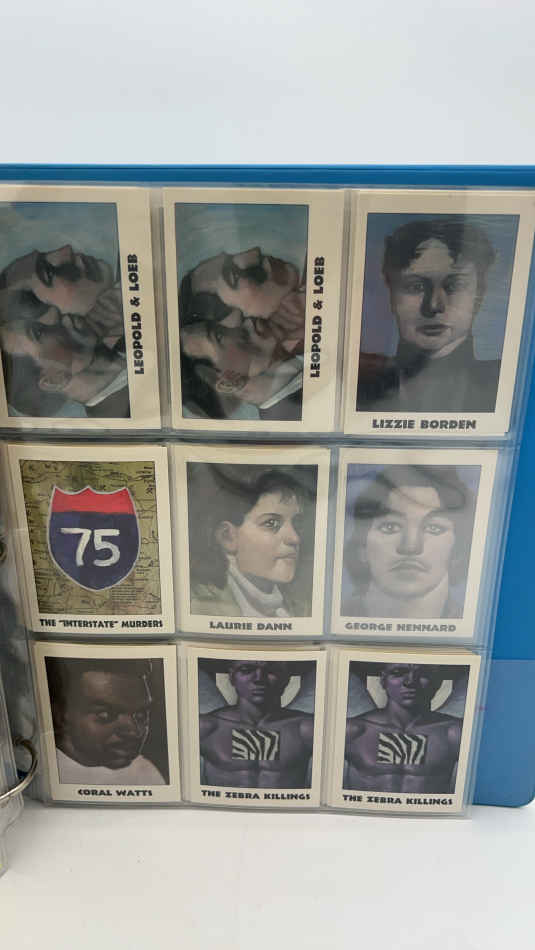 LEOPOLD & LOEB
LEOPOLD & LOEB
LIZZIE BORDEN
75
THE "INTERSTATE" MURDERS
LAURIE DANN
GEORGE HENNARD
CORAL WATTS
THE ZEBRA KILLINGS
THE ZEBRA KILLINGS